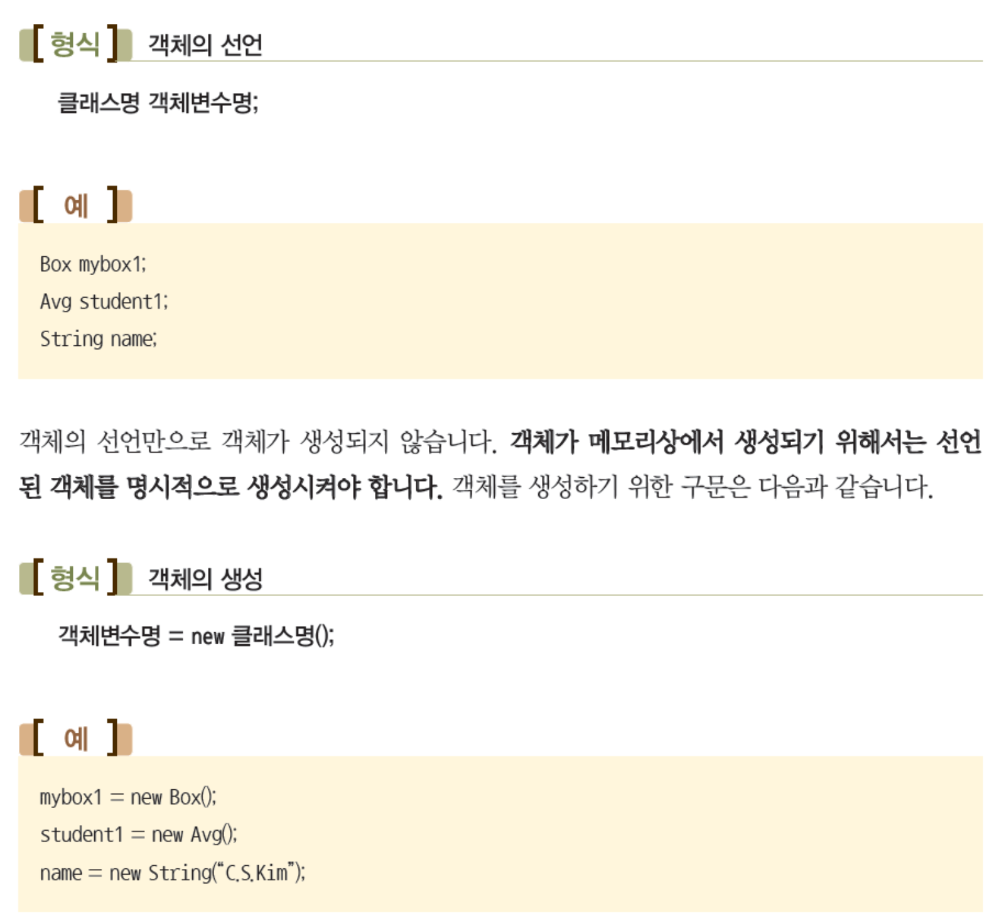 [형식] 객체의 선언
클래스명 객체변수명;
[예]
Box mybox1;
Avg student1;
String name;
객체의 선언만으로 객체가 생성되지 않습니다. 객체가 메모리상에서 생성되기 위해서는 선언
된 객체를 명시적으로 생성시켜야 합니다. 객체를 생성하기 위한 구문은 다음과 같습니다.
[형식] 객체의 생성
객체변수명 = new 클래스명();
[예]
mybox1 = new Box();
student1 = new Avg();
name = new String(“C.S.Kim”);